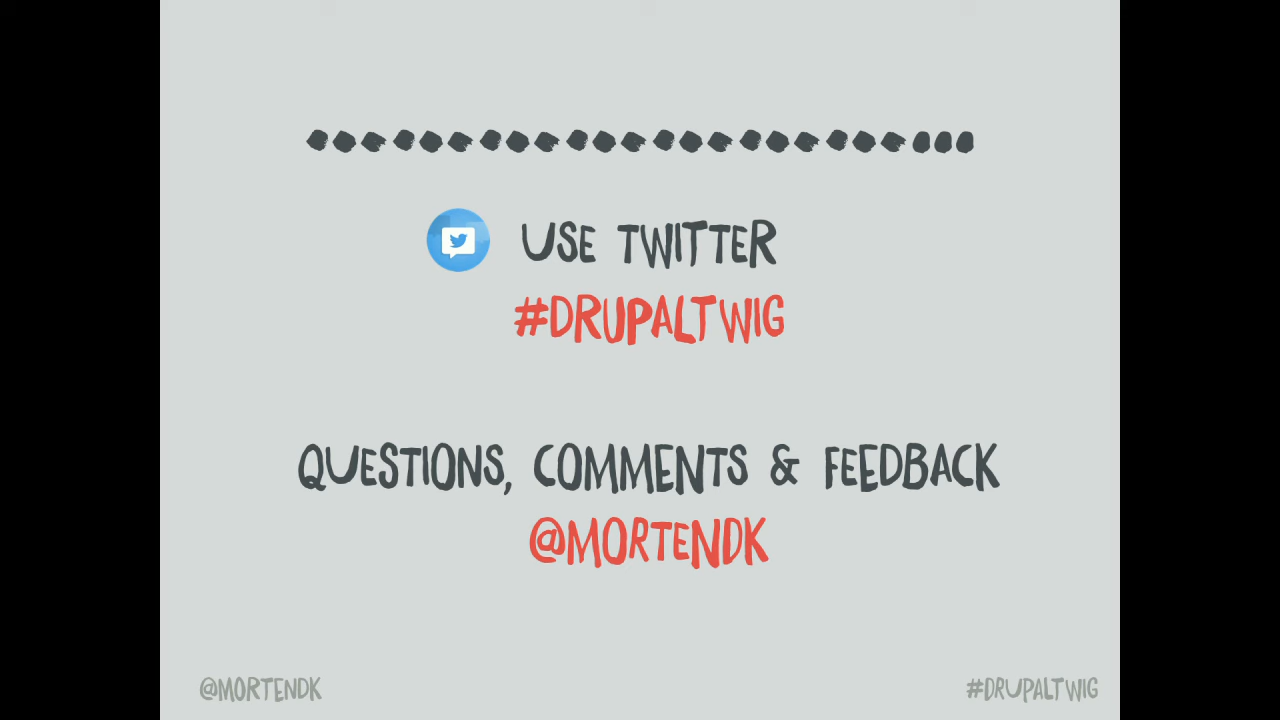 USE TWITTER
#DRUPALTWIG
QUESTIONS, COMMENTS & FEEDBACK
@MORTENDK
@MORTENDK
#DRUPALTWIG